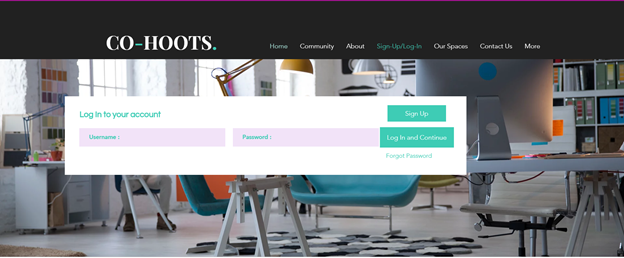 CO-HOOTS.
Home Community About Sign-Up/Log-In Our Spaces Contact Us More
Sign Up
Log In to your account
Username :
Password :
Log In and Continue
Forgot Password